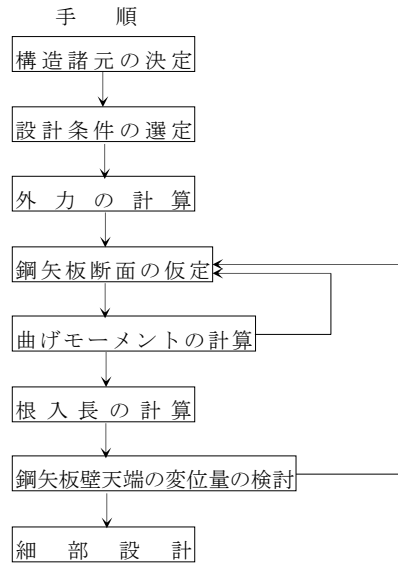 手順
構造諸元の決定
設計条件の選定
外力の計算
鋼矢板断面の仮定
曲げモーメントの計算
根入長の計算
鋼矢板壁天端の変位量の検討
細部設計